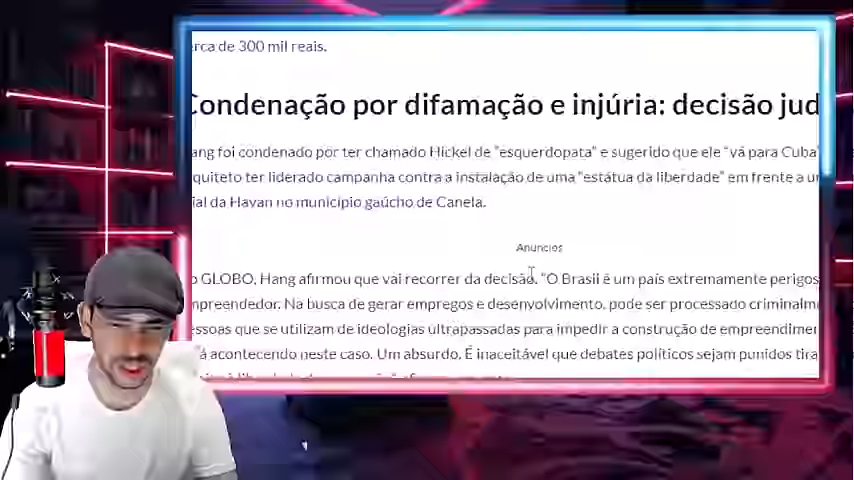 erca de 300 mil reais.
Condenação por difamação e injúria: decisão jud
ang foi condenado por ter chamado Hickel de "esquerdopata" e sugerido que ele "vá para Cuba"
quiteto ter liderado campanha contra a instalação de uma "estátua da liberdade" em frente a u
ial da Havan no município gaúcho de Canela.
Anúncios
o GLOBO, Hang afirmou que vai recorrer da decisão. "O Brasil é um país extremamente perigos
mpreendedor. Na busca de gerar empregos e desenvolvimento, pode ser processado criminalm
essoas que se utilizam de ideologias ultrapassadas para impedir a construção de empreendimen
á acontecendo neste caso. Um absurdo. É inaceitável que debates políticos sejam punidos tira